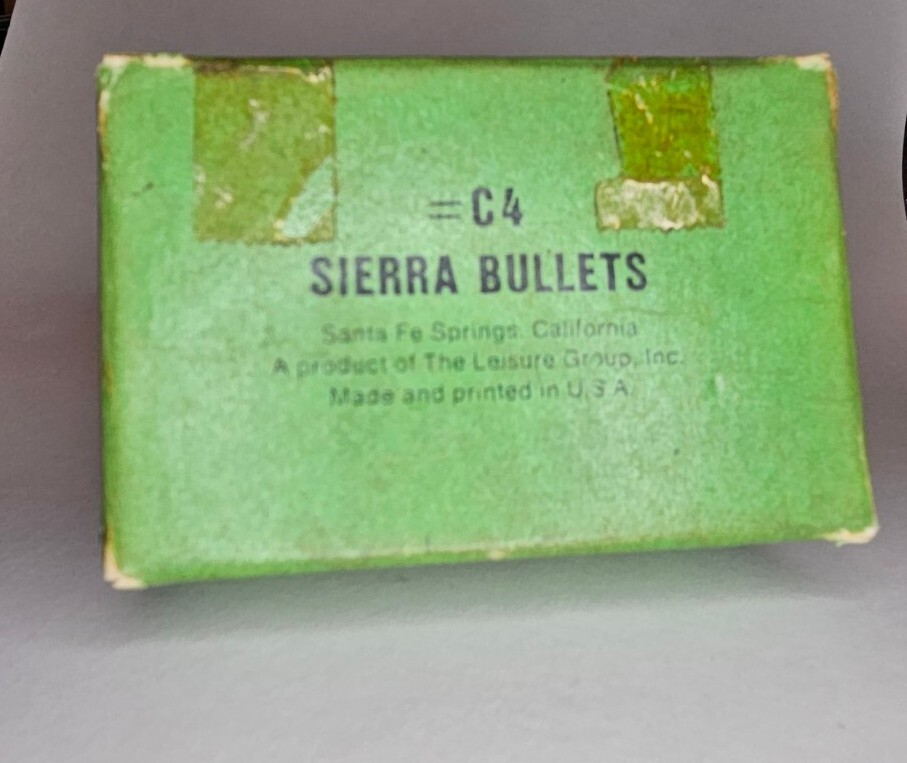 =C4
SIERRA BULLETS
Santa Fe Springs, California
A product of The Leisure Group, Inc.
Made and printed in U.S.A.